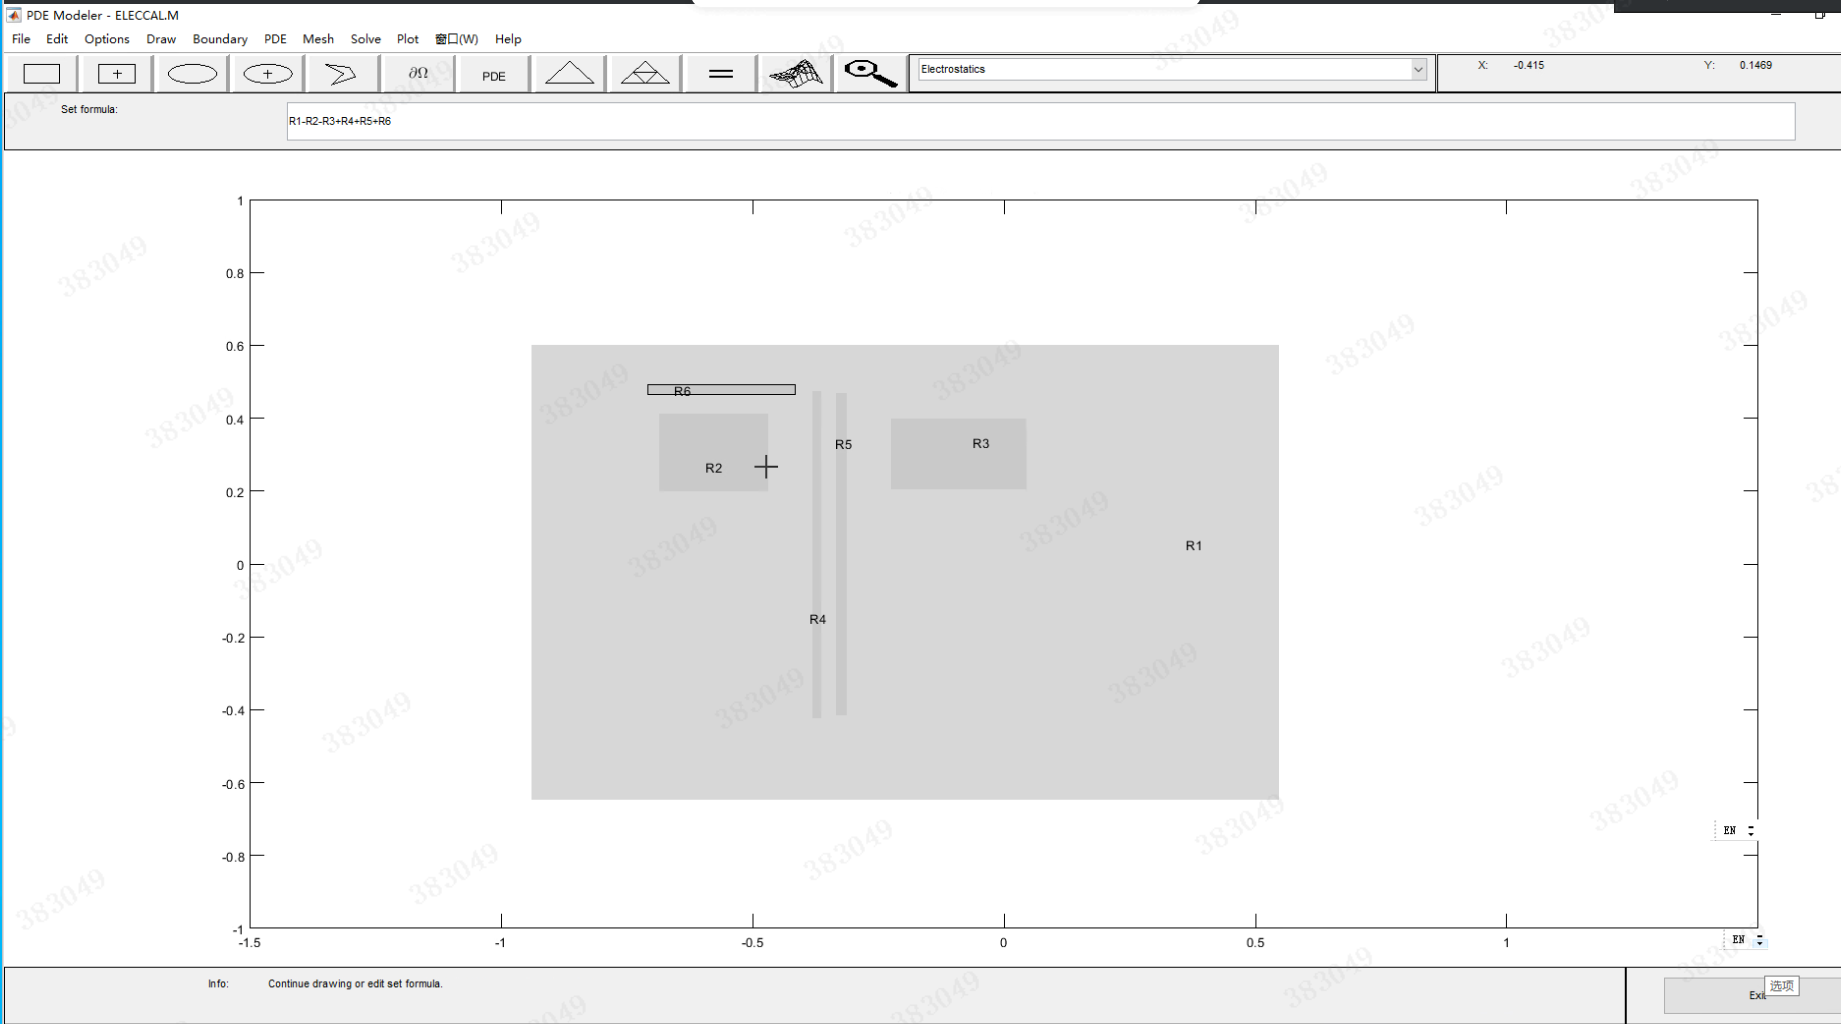 PDE Modeler - ELECCAL.M
File Edit Options Draw Boundary PDE Mesh Solve Plot 窗口(W) Help
∂Ω PDE Electrostatics X: -0.415 Y: 0.1469
Set formula: R1-R2-R3+R4+R5+R6
1
0.8
0.6
0.4
0.2
0
-0.2
-0.4
-0.6
-0.8
-1
R6
R5 R3
R2
R1
R4
-1.5 -1 -0.5 0 0.5 1
EN
EN
Info: Continue drawing or edit set formula.
Exit 选项
383049